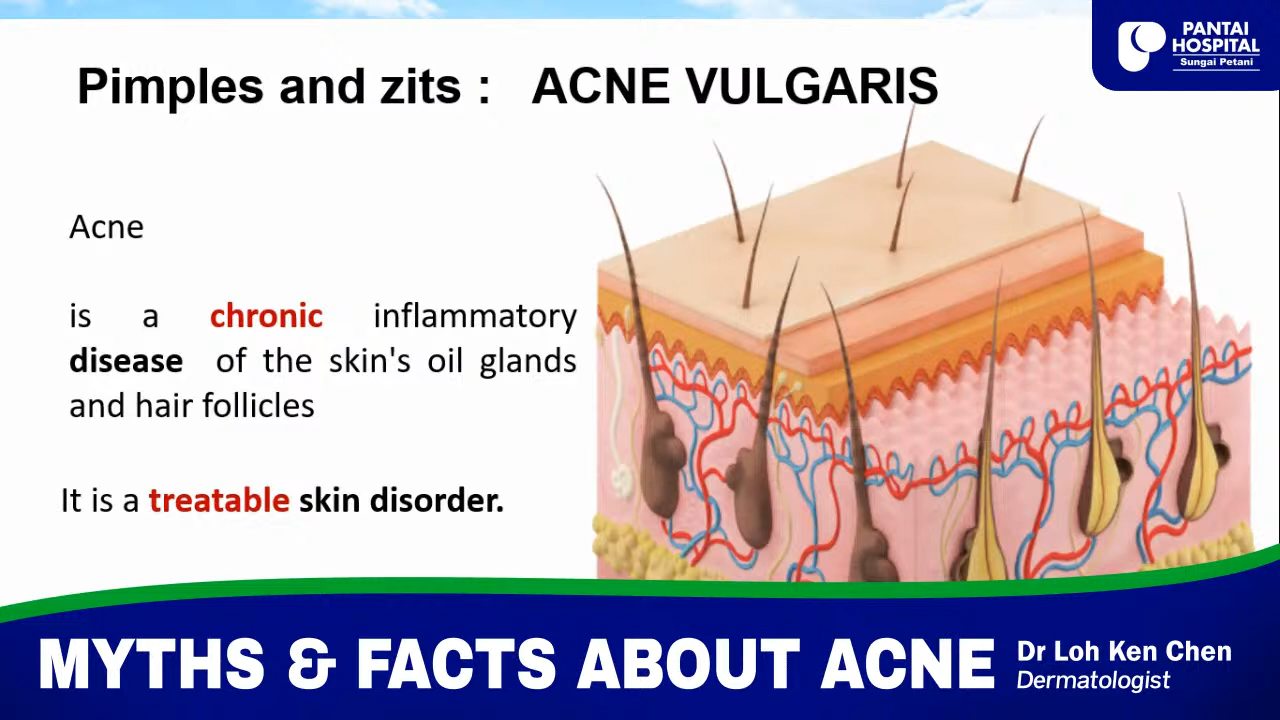 PANTAI
HOSPITAL
Sungai Petani
Pimples and zits : ACNE VULGARIS
Acne
is a chronic inflammatory
disease of the skin's oil glands
and hair follicles
It is a treatable skin disorder.
MYTHS & FACTS ABOUT ACNE
Dr Loh Ken Chen
Dermatologist